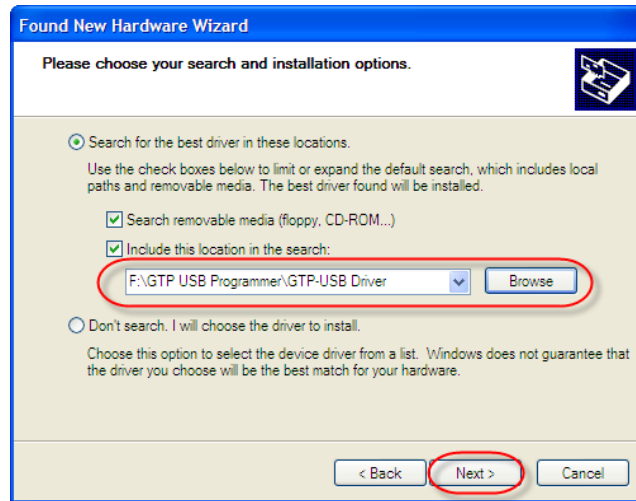 Found New Hardware Wizard
Please choose your search and installation options.
Search for the best driver in these locations.
Use the check boxes below to limit or expand the default search, which includes local
paths and removable media. The best driver found will be installed.
Search removable media (floppy, CD-ROM...)
Include this location in the search:
F:\GTP USB Programmer\GTP-USB Driver
Browse
Don't search. I will choose the driver to install.
Choose this option to select the device driver from a list. Windows does not guarantee that
the driver you choose will be the best match for your hardware.
< Back Next > Cancel